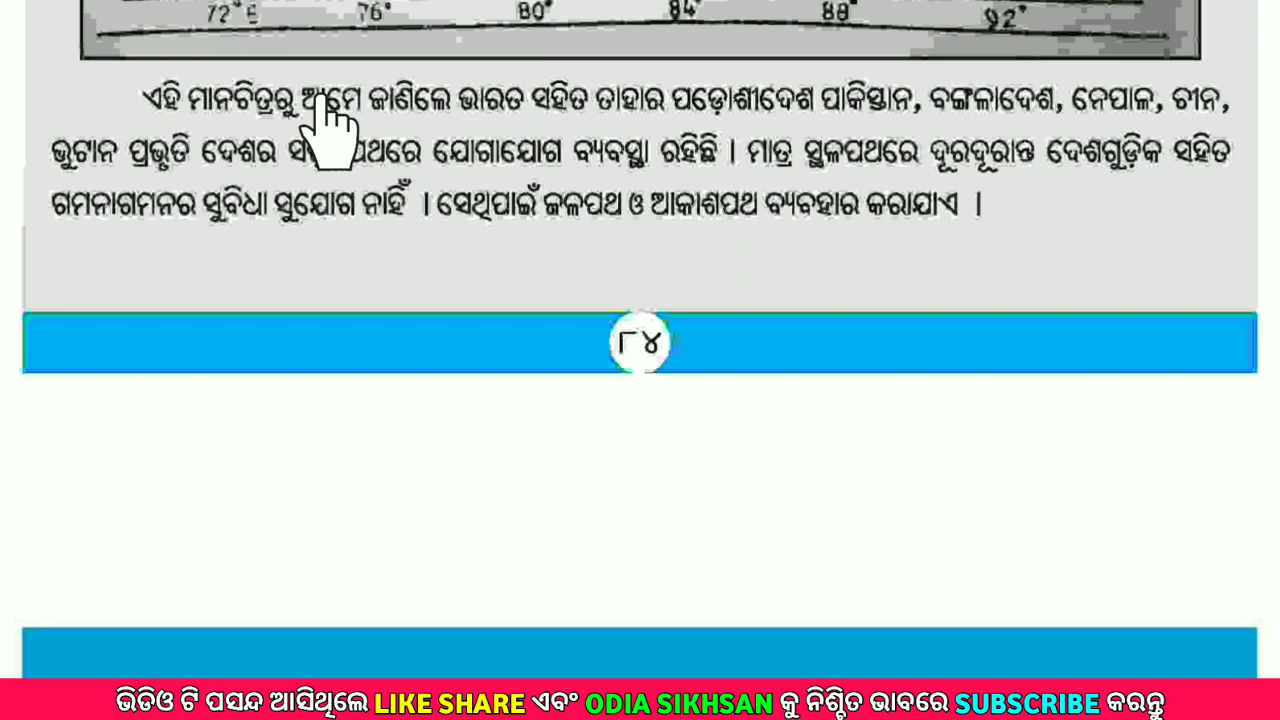 72° E 76° 80° 84° 88° 92°
ଏହି ମାନଚିତ୍ରରୁ ଆମେ ଜାଣିଲେ ଭାରତ ସହିତ ତାହାର ପଡ଼ୋଶୀଦେଶ ପାକିସ୍ତାନ, ବଙ୍ଗଳାଦେଶ, ନେପାଳ, ଚୀନ,
ଭୁଟାନ ପ୍ରଭୃତି ଦେଶର ଯୋଗାଯୋଗ ବ୍ୟବସ୍ଥା ରହିଛି । ମାତ୍ର ସ୍ଥଳପଥରେ ଦୂରଦୂରାନ୍ତ ଦେଶଗୁଡ଼ିକ ସହିତ
ଗମନାଗମନର ସୁବିଧା ସୁଯୋଗ ନାହିଁ । ସେଥିପାଇଁ ଜଳପଥ ଓ ଆକାଶପଥ ବ୍ୟବହାର କରାଯାଏ ।
୮୪
ଭିଡିଓ ଟି ପସନ୍ଦ ଆସିଥିଲେ LIKE SHARE ଏବଂ ODIA SIKHSAN କୁ ନିଶ୍ଚିତ ଭାବରେ SUBSCRIBE କରନ୍ତୁ